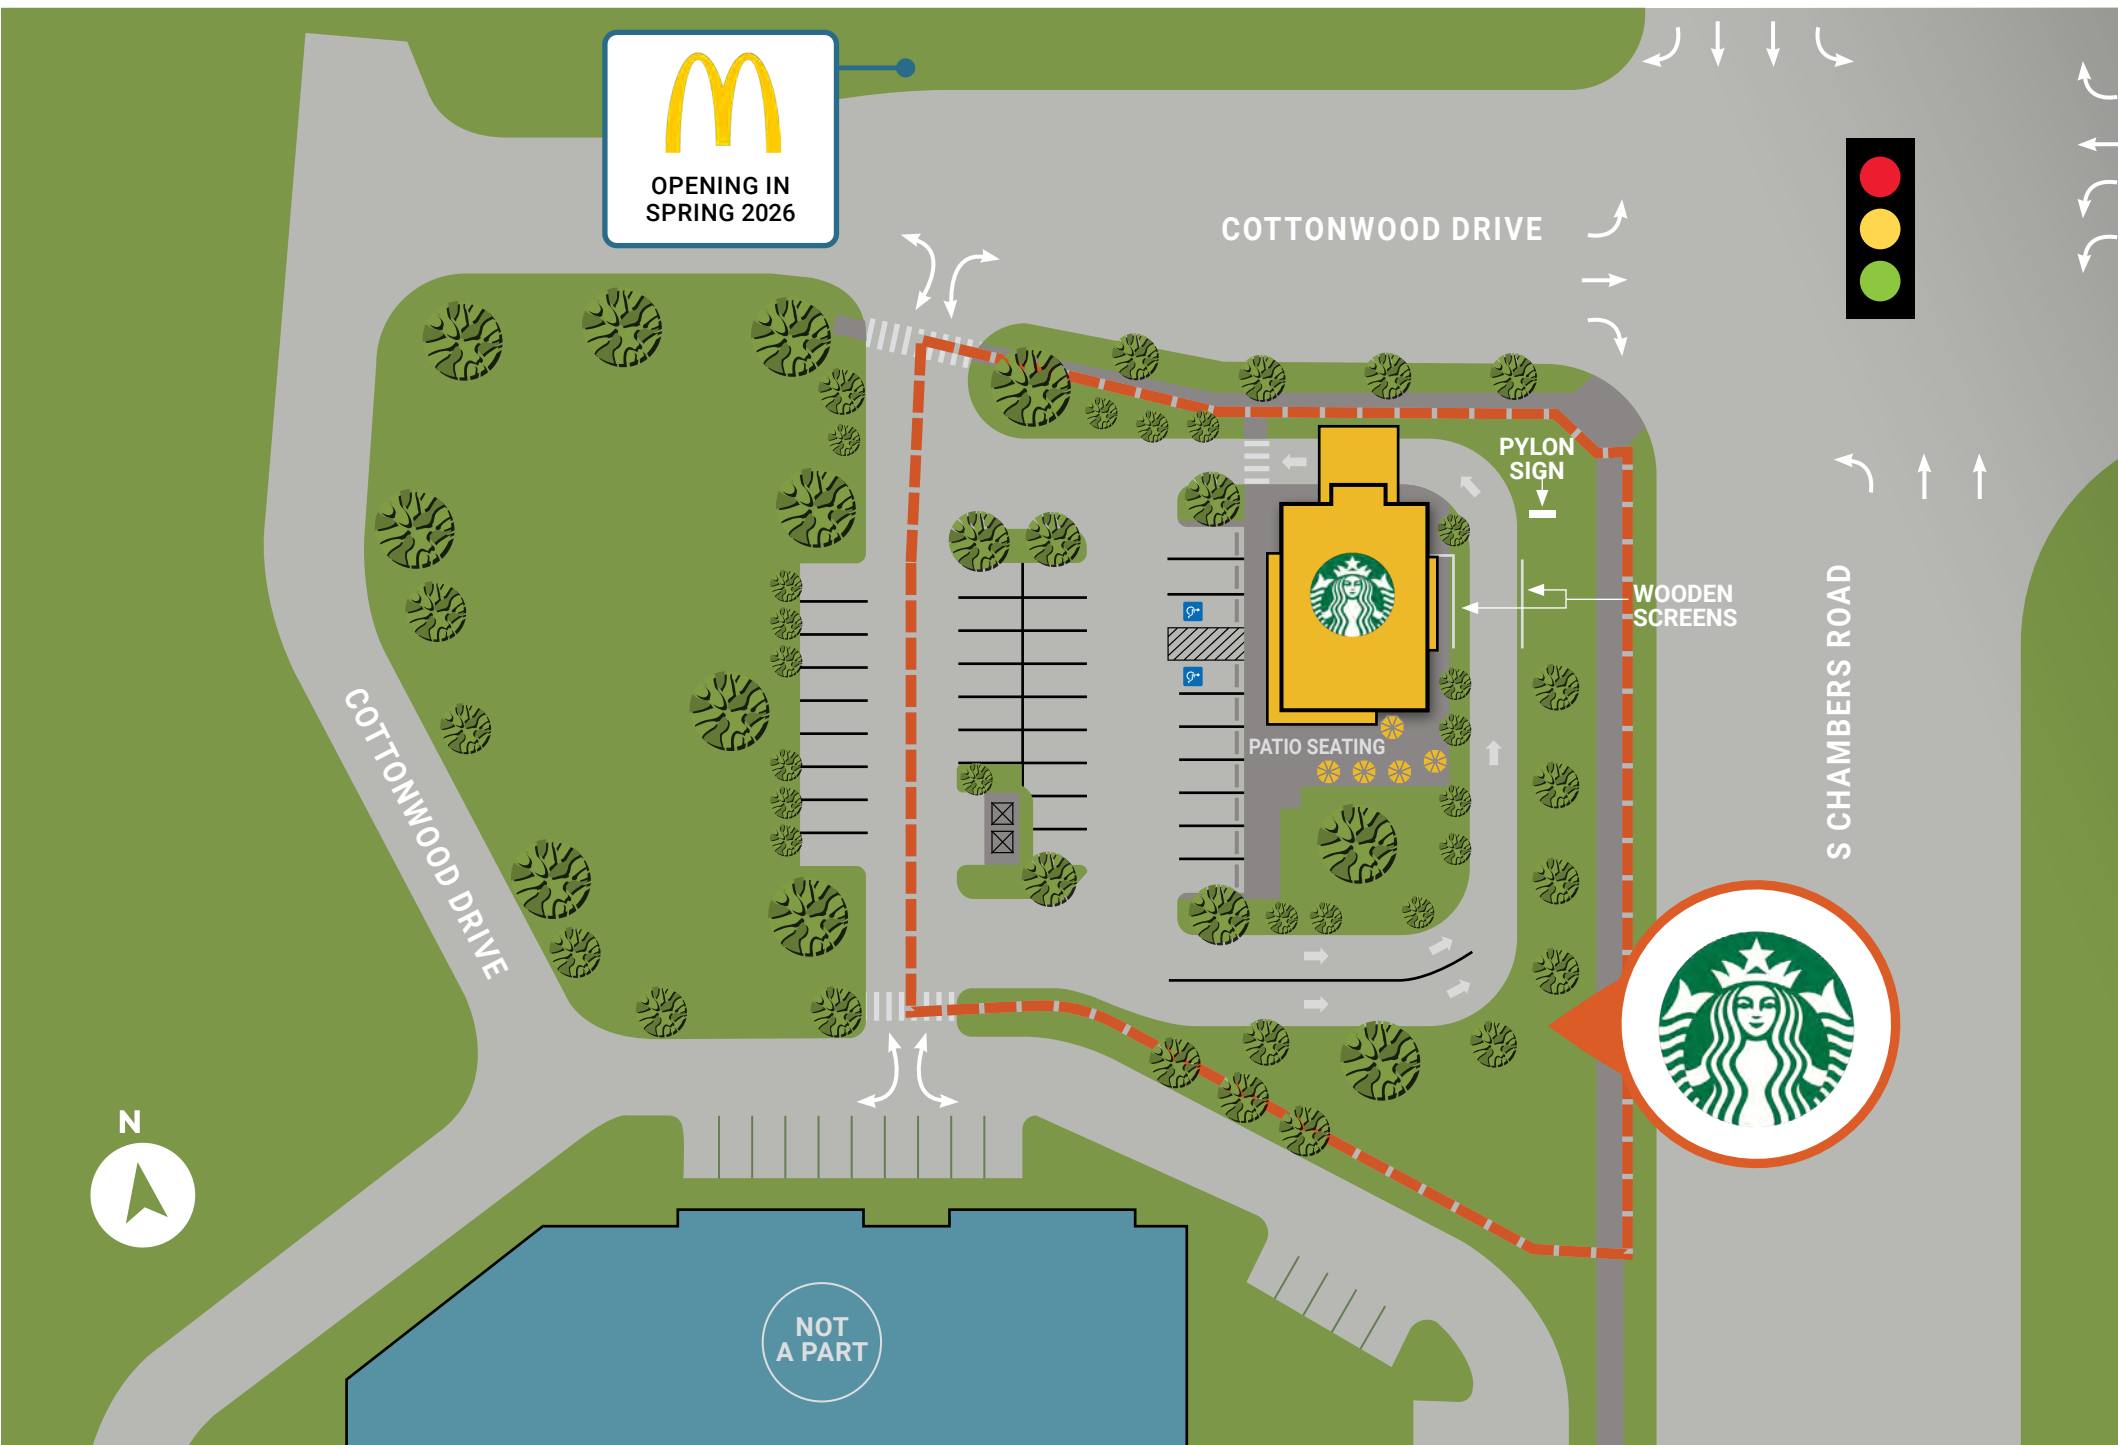 OPENING IN
SPRING 2026
COTTONWOOD DRIVE
PYLON
SIGN
WOODEN
SCREENS
S CHAMBERS ROAD
PATIO SEATING
COTTONWOOD DRIVE
N
NOT
A PART